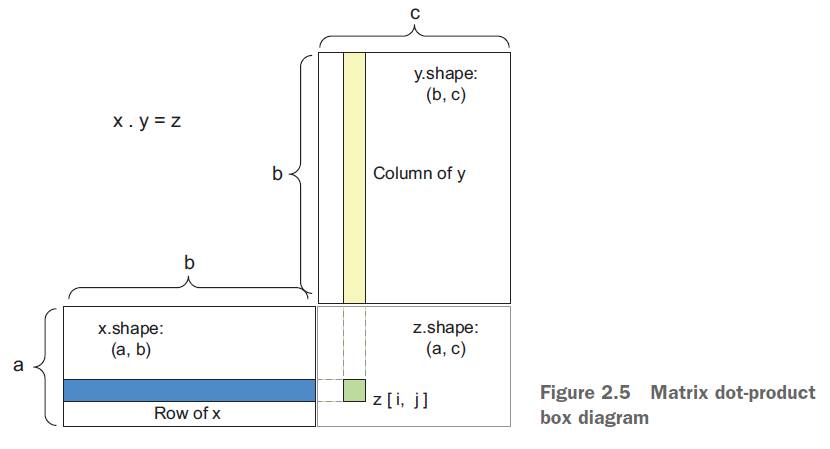 c
y.shape:
(b, c)
x . y = z
b
Column of y
b
x.shape:
(a, b)
z.shape:
(a, c)
a
z [ i, j ]
Row of x
Figure 2.5 Matrix dot-product
box diagram